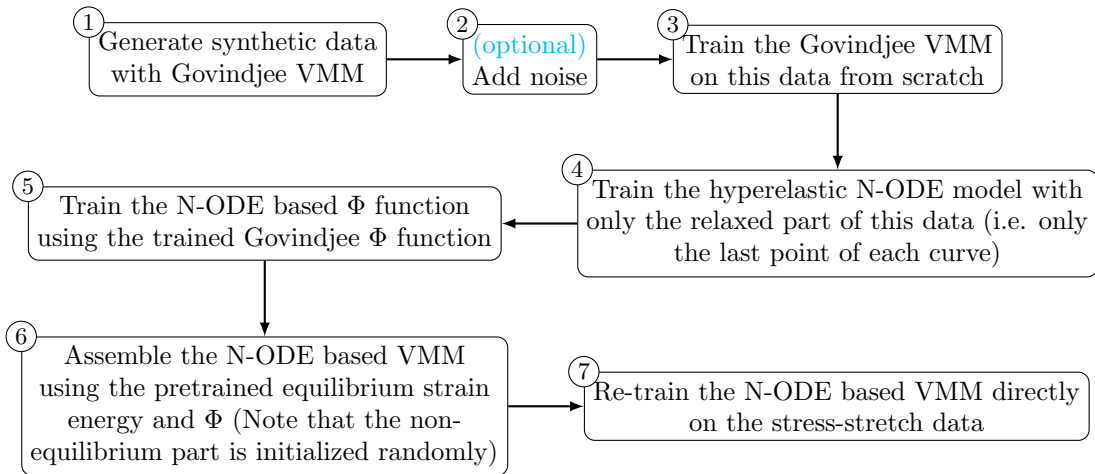 1
Generate synthetic data
with Govindjee VMM
2
(optional)
Add noise
3
Train the Govindjee VMM
on this data from scratch
4
Train the hyperelastic N-ODE model with
only the relaxed part of this data (i.e. only
the last point of each curve)
5
Train the N-ODE based Φ function
using the trained Govindjee Φ function
6
Assemble the N-ODE based VMM
using the pretrained equilibrium strain
energy and Φ (Note that the non-
equilibrium part is initialized randomly)
7
Re-train the N-ODE based VMM directly
on the stress-stretch data